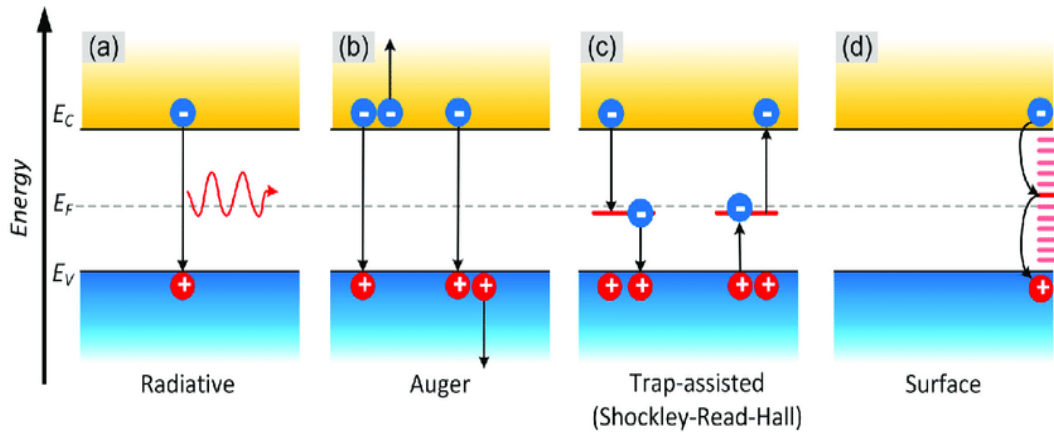 (a)
(b)
(c)
(d)
Energy
E_C
E_F
E_V
Radiative
Auger
Trap-assisted
(Shockley-Read-Hall)
Surface